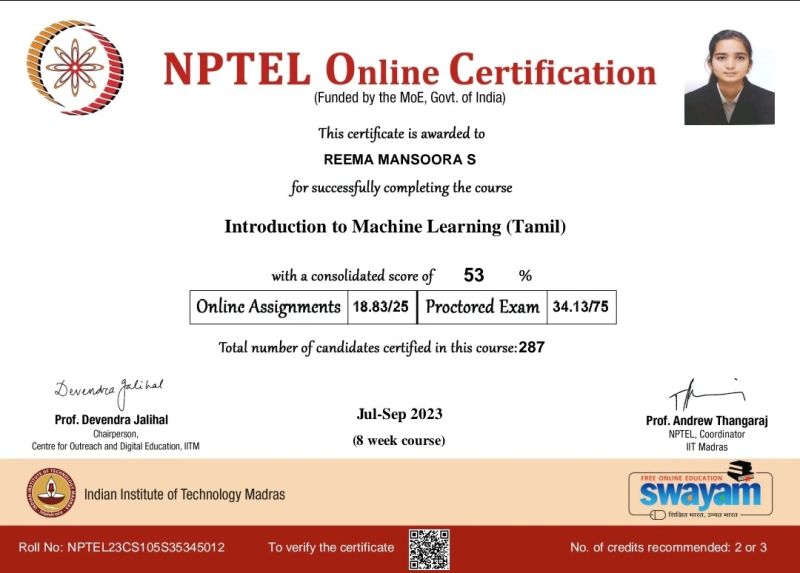 NPTEL Online Certification
(Funded by the MoE, Govt. of India)
This certificate is awarded to
REEMA MANSOORA S
for successfully completing the course
Introduction to Machine Learning (Tamil)
with a consolidated score of 53 %
Online Assignments 18.83/25 Proctored Exam 34.13/75
Total number of candidates certified in this course:287
Devendra Jalihal
Prof. Devendra Jalihal
Chairperson,
Centre for Outreach and Digital Education, IITM
Jul-Sep 2023
(8 week course)
Prof. Andrew Thangaraj
NPTEL, Coordinator
IIT Madras
Indian Institute of Technology Madras
FREE ONLINE EDUCATION
swayam
शिक्षित भारत, उन्नत भारत
Roll No: NPTEL23CS105S35345012
To verify the certificate
No. of credits recommended: 2 or 3